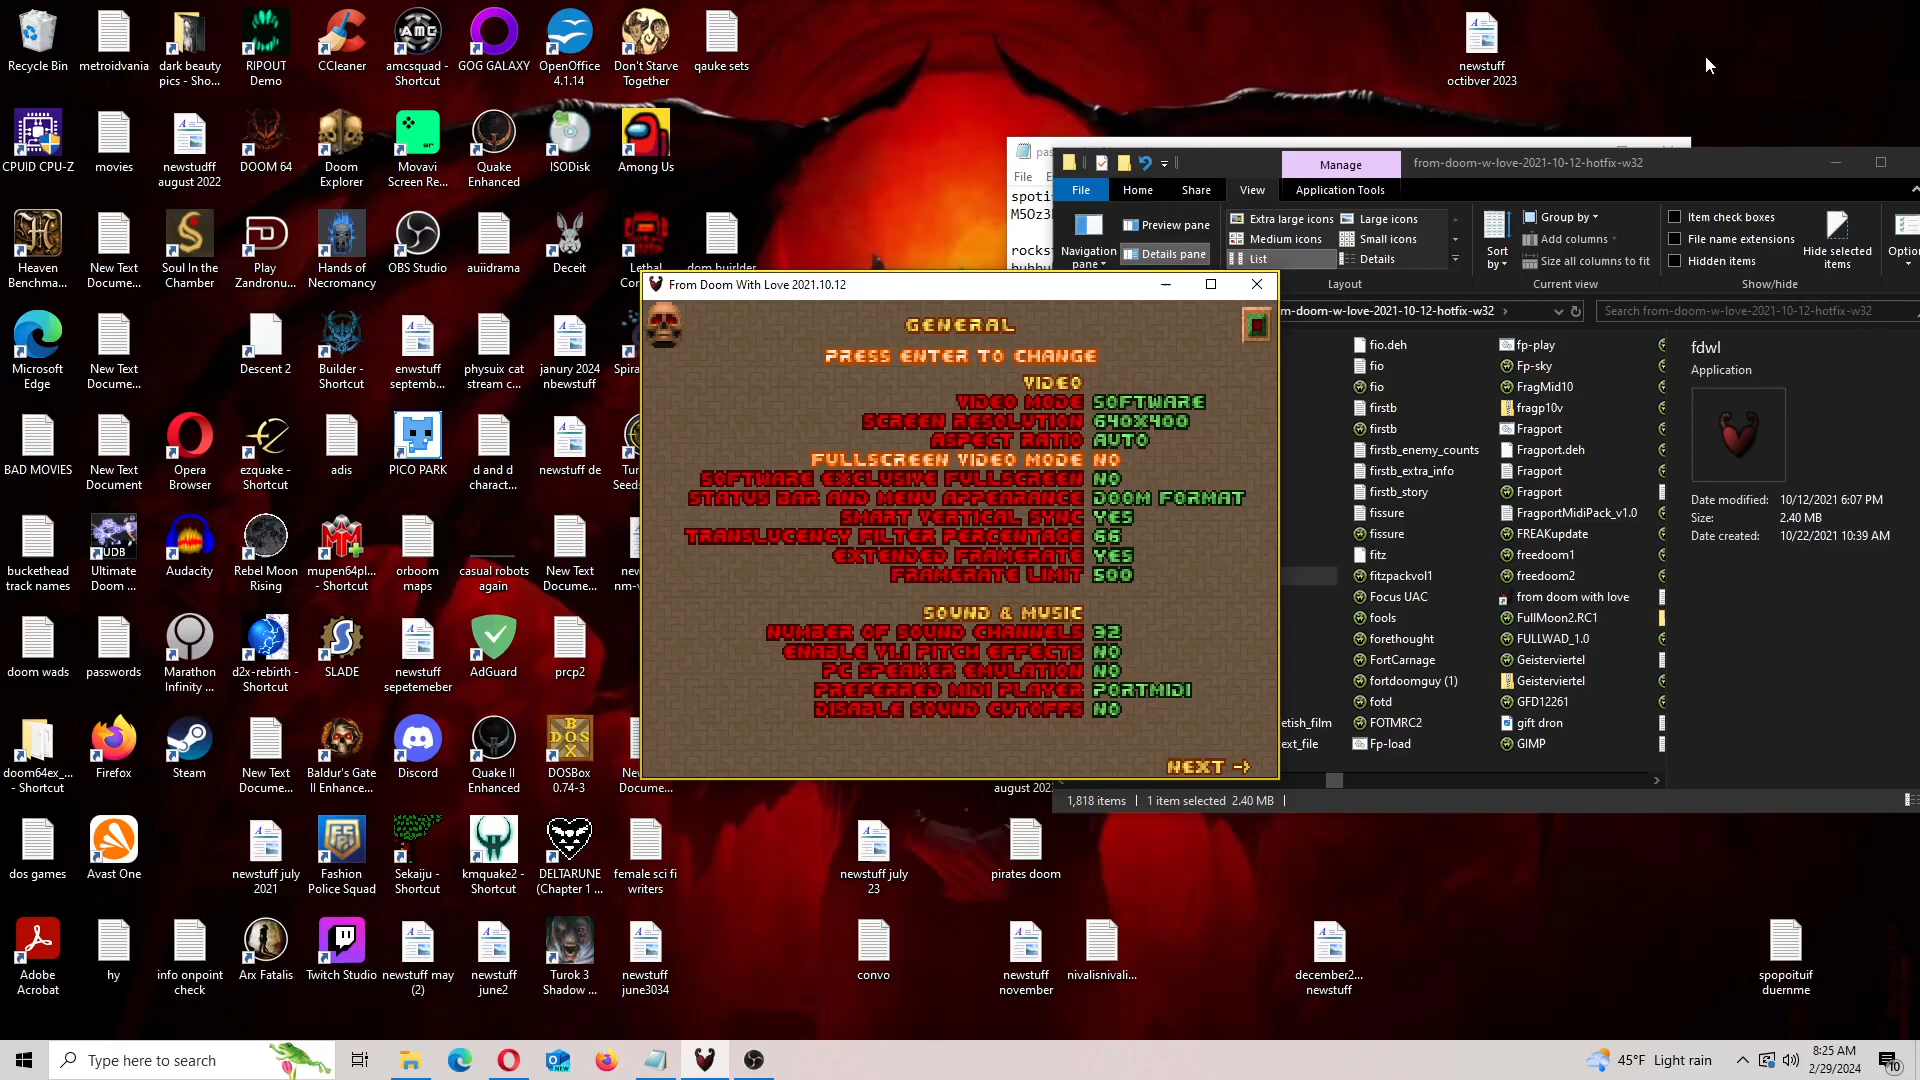 Recycle Bin
metroidvania
dark beauty
pics - Sho...
RIPOUT
Demo
CCleaner
amcsquad -
Shortcut
GOG GALAXY
OpenOffice
4.1.14
Don't Starve
Together
qauke sets
newstuff
octibver 2023
CPUID CPU-Z
movies
newstudff
august 2022
DOOM 64
Doom
Explorer
Movavi
Screen Re...
Quake
Enhanced
ISODisk
Among Us
Heaven
Benchma...
New Text
Docume...
Soul In the
Chamber
Play
Zandronu...
Hands of
Necromancy
OBS Studio
auiidrama
Deceit
Lethal
dom buirlder
Microsoft
Edge
New Text
Docume...
Descent 2
Builder -
Shortcut
enwstuff
septemb...
physuix cat
stream c...
janury 2024
nbewstuff
BAD MOVIES
New Text
Document
Opera
Browser
ezquake -
Shortcut
adis
PICO PARK
d and d
charact...
newstuff de
buckethead
track names
UDB
Ultimate
Doom ...
Audacity
Rebel Moon
Rising
mupen64pl...
- Shortcut
orboom
maps
casual robots
again
New Text
Docume...
doom wads
passwords
Marathon
Infinity ...
d2x-rebirth -
Shortcut
SLADE
newstuff
sepetemeber
AdGuard
prcp2
doom64ex_...
- Shortcut
Firefox
Steam
New Text
Docume...
Baldur's Gate
II Enhance...
Discord
Quake II
Enhanced
DOSBox
0.74-3
dos games
Avast One
newstuff july
2021
Fashion
Police Squad
Sekaiju -
Shortcut
kmquake2 -
Shortcut
DELTARUNE
(Chapter 1 ...
female sci fi
writers
newstuff july
23
pirates doom
Adobe
Acrobat
hy
info onpoint
check
Arx Fatalis
Twitch Studio
newstuff may
(2)
newstuff
june2
Turok 3
Shadow ...
newstuff
june3034
convo
newstuff
november
nivalisnivali...
december2...
newstuff
spopoituif
duernme
File
Manage
from-doom-w-love-2021-10-12-hotfix-w32
File
Home
Share
View
Application Tools
Navigation
pane
Preview pane
Details pane
Extra large icons
Large icons
Medium icons
Small icons
List
Details
Layout
Sort
by
Group by
Add columns
Size all columns to fit
Current view
Item check boxes
File name extensions
Hidden items
Hide selected
items
Show/hide
m-doom-w-love-2021-10-12-hotfix-w32
Search from-doom-w-love-2021-10-12-hotfix-w32
From Doom With Love 2021.10.12
GENERAL
PRESS ENTER TO CHANGE
VIDEO
VIDEO MODE SOFTWARE
SCREEN RESOLUTION 640X400
ASPECT RATIO AUTO
FULLSCREEN VIDEO MODE NO
SOFTWARE EXCLUSIVE FULLSCREEN NO
STATUS BAR AND MENU APPEARANCE DOOM FORMAT
SMART VERTICAL SYNC YES
TRANSLUCENCY FILTER PERCENTAGE 66
EXTENDED FRAMERATE YES
FRAMERATE LIMIT 500
SOUND & MUSIC
NUMBER OF SOUND CHANNELS 32
ENABLE V1.1 PITCH EFFECTS NO
PC SPEAKER EMULATION NO
PREFERRED MIDI PLAYER PORTMIDI
DISABLE SOUND CUTOFFS NO
NEXT ->
fio.deh
fio
fio
firstb
firstb
firstb_enemy_counts
firstb_extra_info
firstb_story
fissure
fissure
fitz
fitzpackvol1
Focus UAC
fools
forethought
FortCarnage
fortdoomguy (1)
fotd
FOTMRC2
Fp-load
fp-play
Fp-sky
FragMid10
fragp10v
Fragport
Fragport.deh
Fragport
Fragport
FragportMidiPack_v1.0
FREAKupdate
freedoom1
freedoom2
from doom with love
FullMoon2.RC1
FULLWAD_1.0
Geisterviertel
Geisterviertel
GFD12261
gift dron
GIMP
fdwl
Application
Date modified: 10/12/2021 6:07 PM
Size: 2.40 MB
Date created: 10/22/2021 10:39 AM
1,818 items
1 item selected 2.40 MB
Type here to search
45°F Light rain
8:25 AM
2/29/2024
10